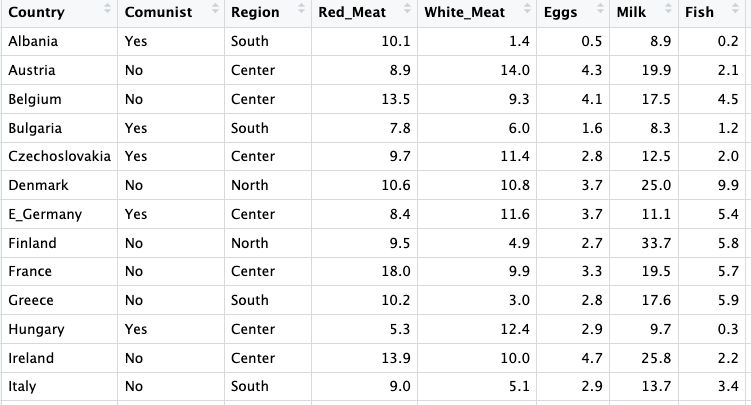 Country Comunist Region Red_Meat White_Meat Eggs Milk Fish
Albania Yes South 10.1 1.4 0.5 8.9 0.2
Austria No Center 8.9 14.0 4.3 19.9 2.1
Belgium No Center 13.5 9.3 4.1 17.5 4.5
Bulgaria Yes South 7.8 6.0 1.6 8.3 1.2
Czechoslovakia Yes Center 9.7 11.4 2.8 12.5 2.0
Denmark No North 10.6 10.8 3.7 25.0 9.9
E_Germany Yes Center 8.4 11.6 3.7 11.1 5.4
Finland No North 9.5 4.9 2.7 33.7 5.8
France No Center 18.0 9.9 3.3 19.5 5.7
Greece No South 10.2 3.0 2.8 17.6 5.9
Hungary Yes Center 5.3 12.4 2.9 9.7 0.3
Ireland No Center 13.9 10.0 4.7 25.8 2.2
Italy No South 9.0 5.1 2.9 13.7 3.4